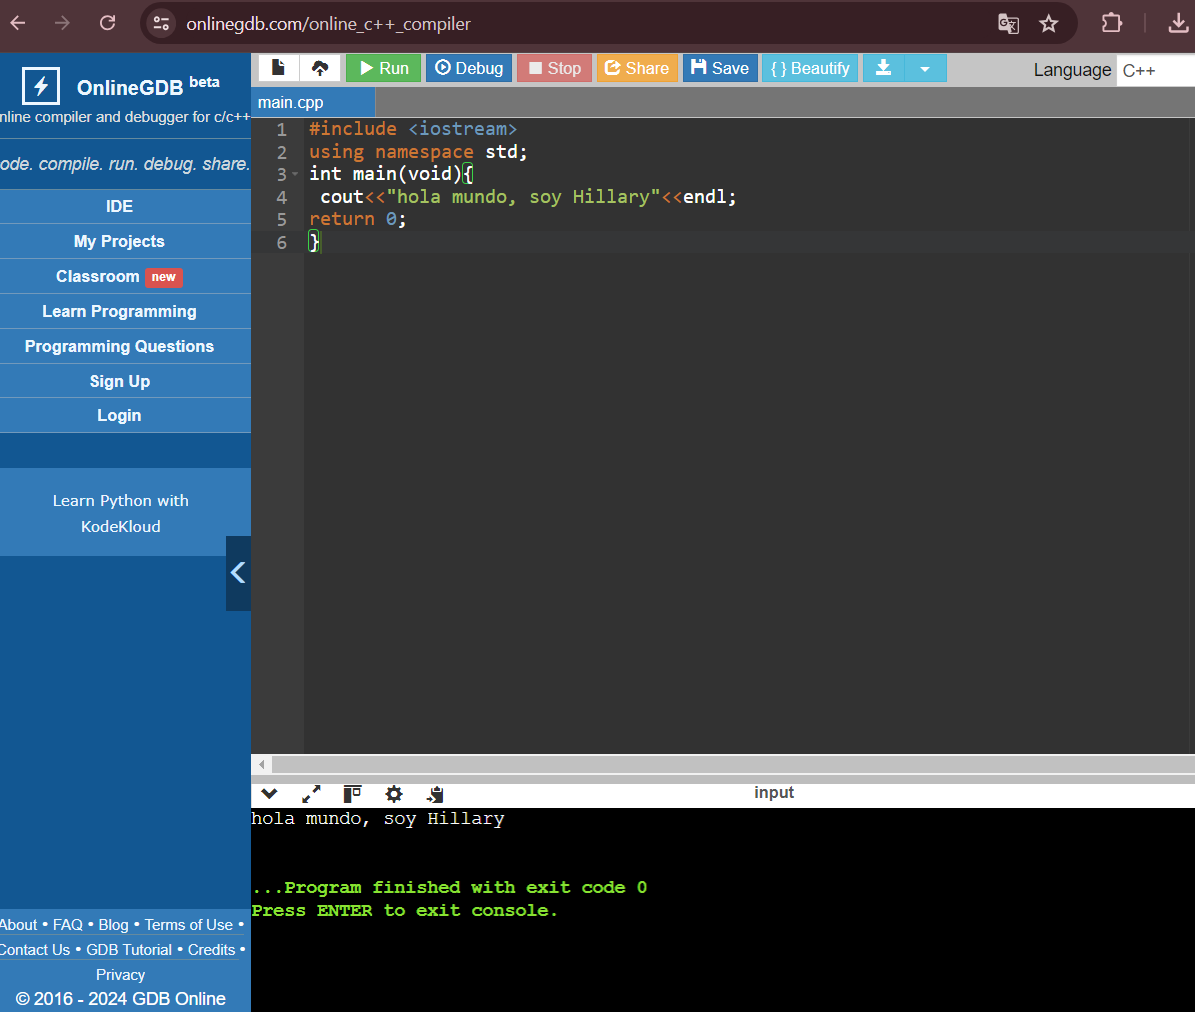 onlinegdb.com/online_c++_compiler
OnlineGDB beta
nline compiler and debugger for c/c++
ode. compile. run. debug. share.
IDE
My Projects
Classroom new
Learn Programming
Programming Questions
Sign Up
Login
Learn Python with
KodeKloud
About • FAQ • Blog • Terms of Use •
Contact Us • GDB Tutorial • Credits •
Privacy
© 2016 - 2024 GDB Online
Run Debug Stop Share Save { } Beautify Language C++
main.cpp
1 #include <iostream>
2 using namespace std;
3 int main(void){
4 cout<<"hola mundo, soy Hillary"<<endl;
5 return 0;
6 }
input
hola mundo, soy Hillary
...Program finished with exit code 0
Press ENTER to exit console.